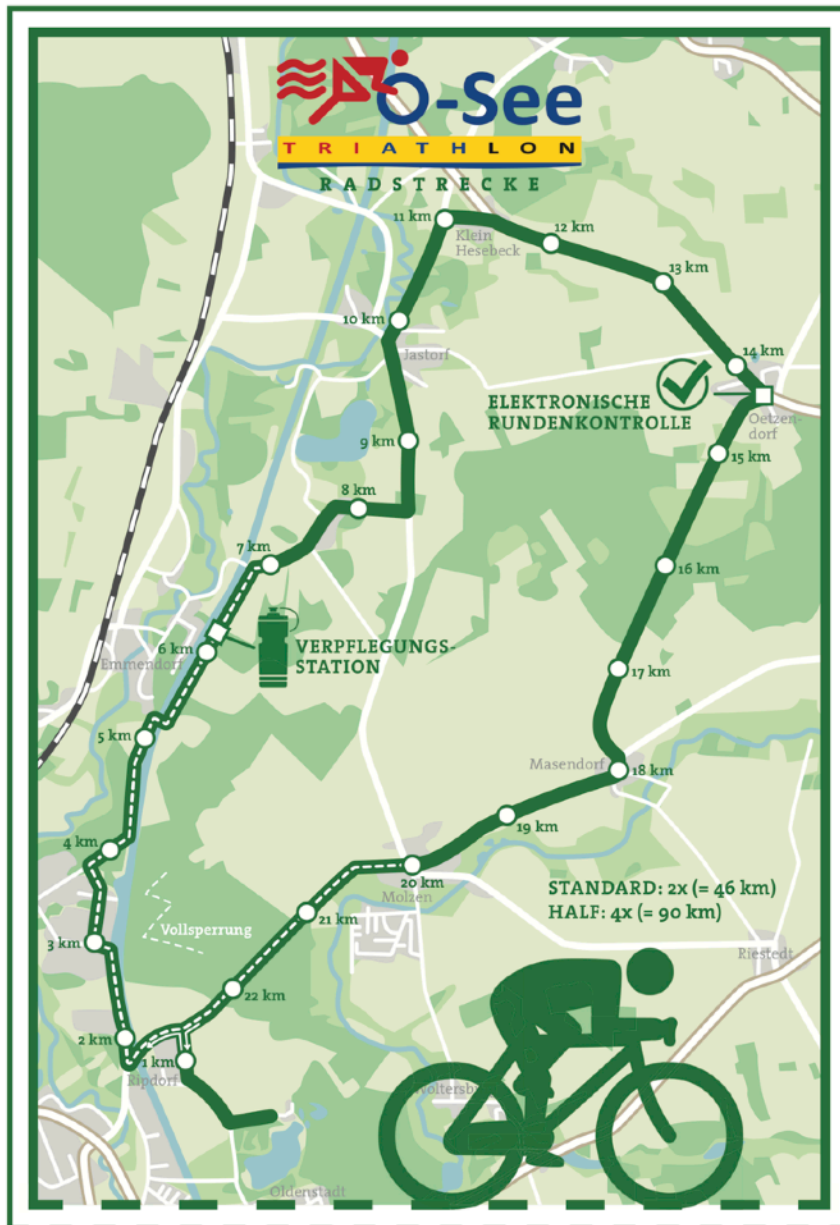 O-See
TRIATHLON
RADSTRECKE
11 km
Klein
Hesebeck
12 km
13 km
10 km
Jastorf
14 km
ELEKTRONISCHE
RUNDENKONTROLLE
Oetzen-
dorf
9 km
15 km
8 km
7 km
16 km
6 km
Emmendorf
VERPFLEGUNGS-
STATION
17 km
5 km
Masendorf
18 km
19 km
4 km
20 km
Molzen
STANDARD: 2x (= 46 km)
HALF: 4x (= 90 km)
21 km
Vollsperrung
3 km
Riestedt
22 km
2 km
1 km
Ripdorf
Oldenstadt